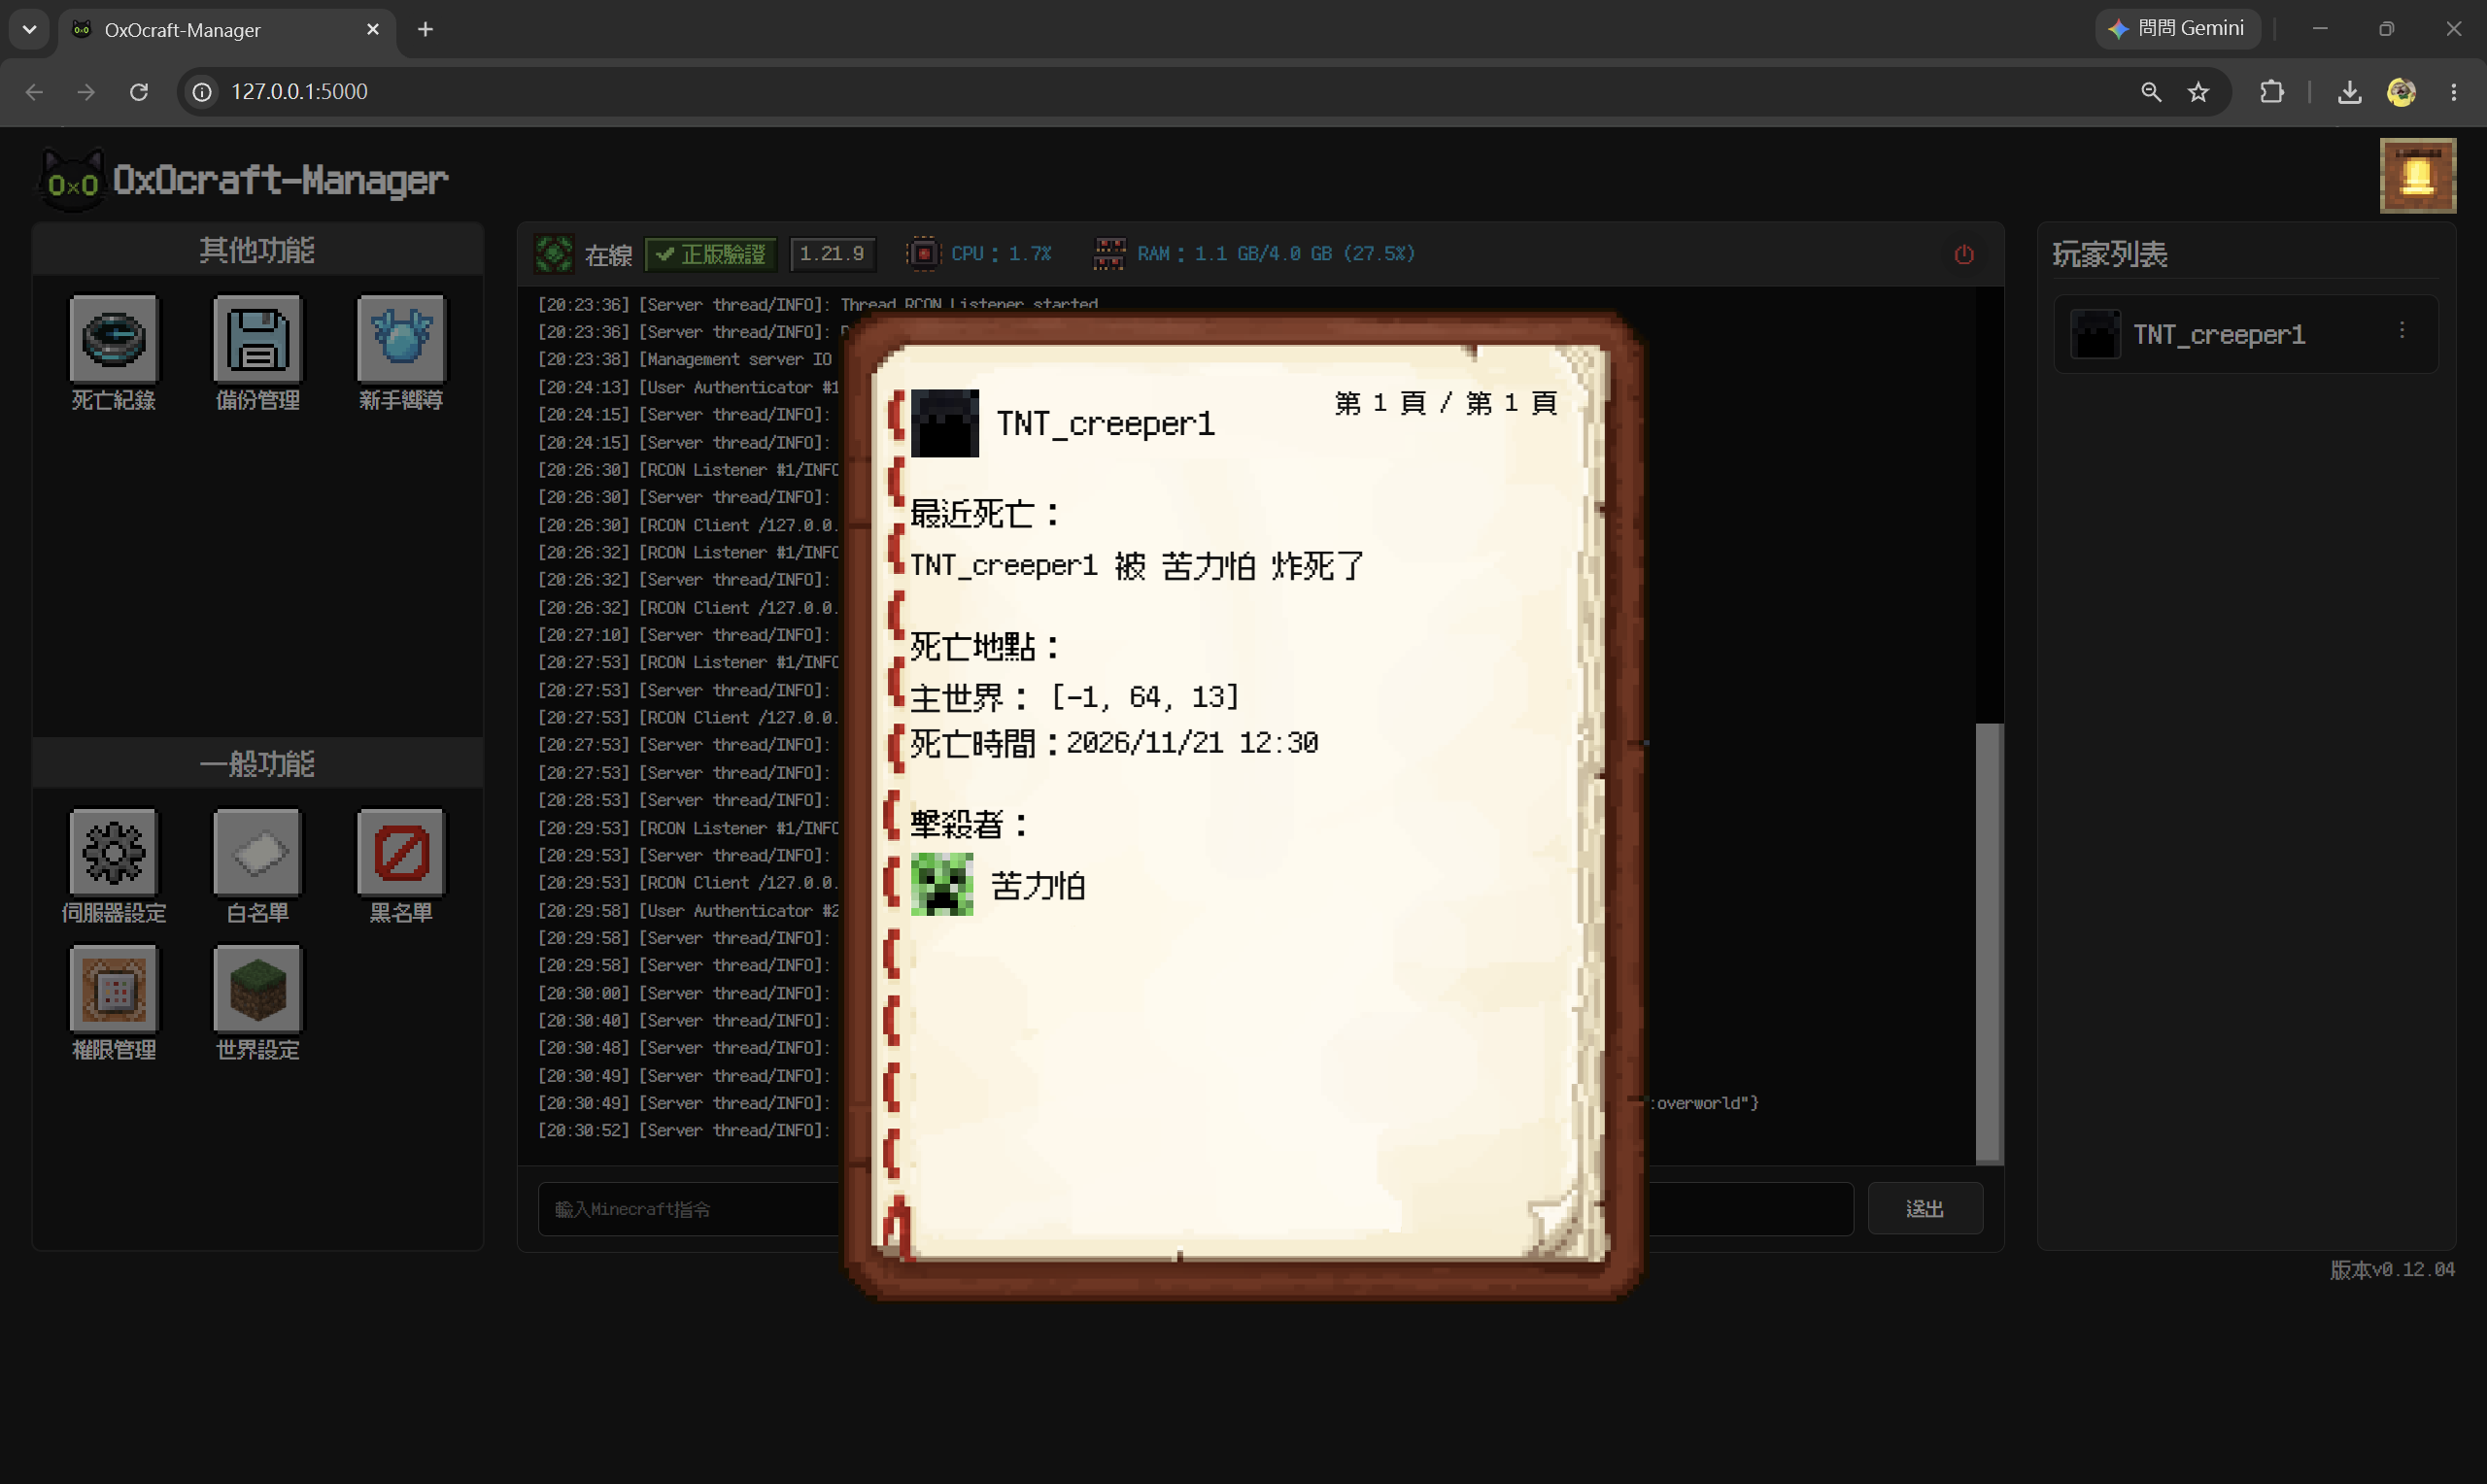 OxOcraft-Manager
問問 Gemini
127.0.0.1:5000
0x0
OxOcraft-Manager
其他功能
死亡紀錄
備份管理
新手嚮導
一般功能
伺服器設定
白名單
黑名單
權限管理
世界設定
在線
正版驗證
1.21.9
CPU：1.7%
RAM：1.1 GB/4.0 GB (27.5%)
[20:23:36] [Server thread/INFO]: Thread RCON Listener started
[20:23:36] [Server thread/INFO]:
[20:23:38] [Management server IO
[20:24:13] [User Authenticator #1
[20:24:15] [Server thread/INFO]:
[20:24:15] [Server thread/INFO]:
[20:26:30] [RCON Listener #1/INFO
[20:26:30] [Server thread/INFO]:
[20:26:30] [RCON Client /127.0.0.
[20:26:32] [RCON Listener #1/INFO
[20:26:32] [Server thread/INFO]:
[20:26:32] [RCON Client /127.0.0.
[20:27:10] [Server thread/INFO]:
[20:27:53] [RCON Listener #1/INFO
[20:27:53] [Server thread/INFO]:
[20:27:53] [RCON Client /127.0.0.
[20:27:53] [Server thread/INFO]:
[20:27:53] [Server thread/INFO]:
[20:28:53] [Server thread/INFO]:
[20:29:53] [RCON Listener #1/INFO
[20:29:53] [Server thread/INFO]:
[20:29:53] [RCON Client /127.0.0.
[20:29:58] [User Authenticator #2
[20:29:58] [Server thread/INFO]:
[20:29:58] [Server thread/INFO]:
[20:30:00] [Server thread/INFO]:
[20:30:40] [Server thread/INFO]:
[20:30:48] [Server thread/INFO]:
[20:30:49] [Server thread/INFO]:
[20:30:49] [Server thread/INFO]: :overworld"}
[20:30:52] [Server thread/INFO]:
輸入Minecraft指令
送出
TNT_creeper1
第 1 頁 / 第 1 頁
最近死亡：
TNT_creeper1 被 苦力怕 炸死了
死亡地點：
主世界： [-1, 64, 13]
死亡時間：2026/11/21 12:30
擊殺者：
苦力怕
玩家列表
TNT_creeper1
版本v0.12.04